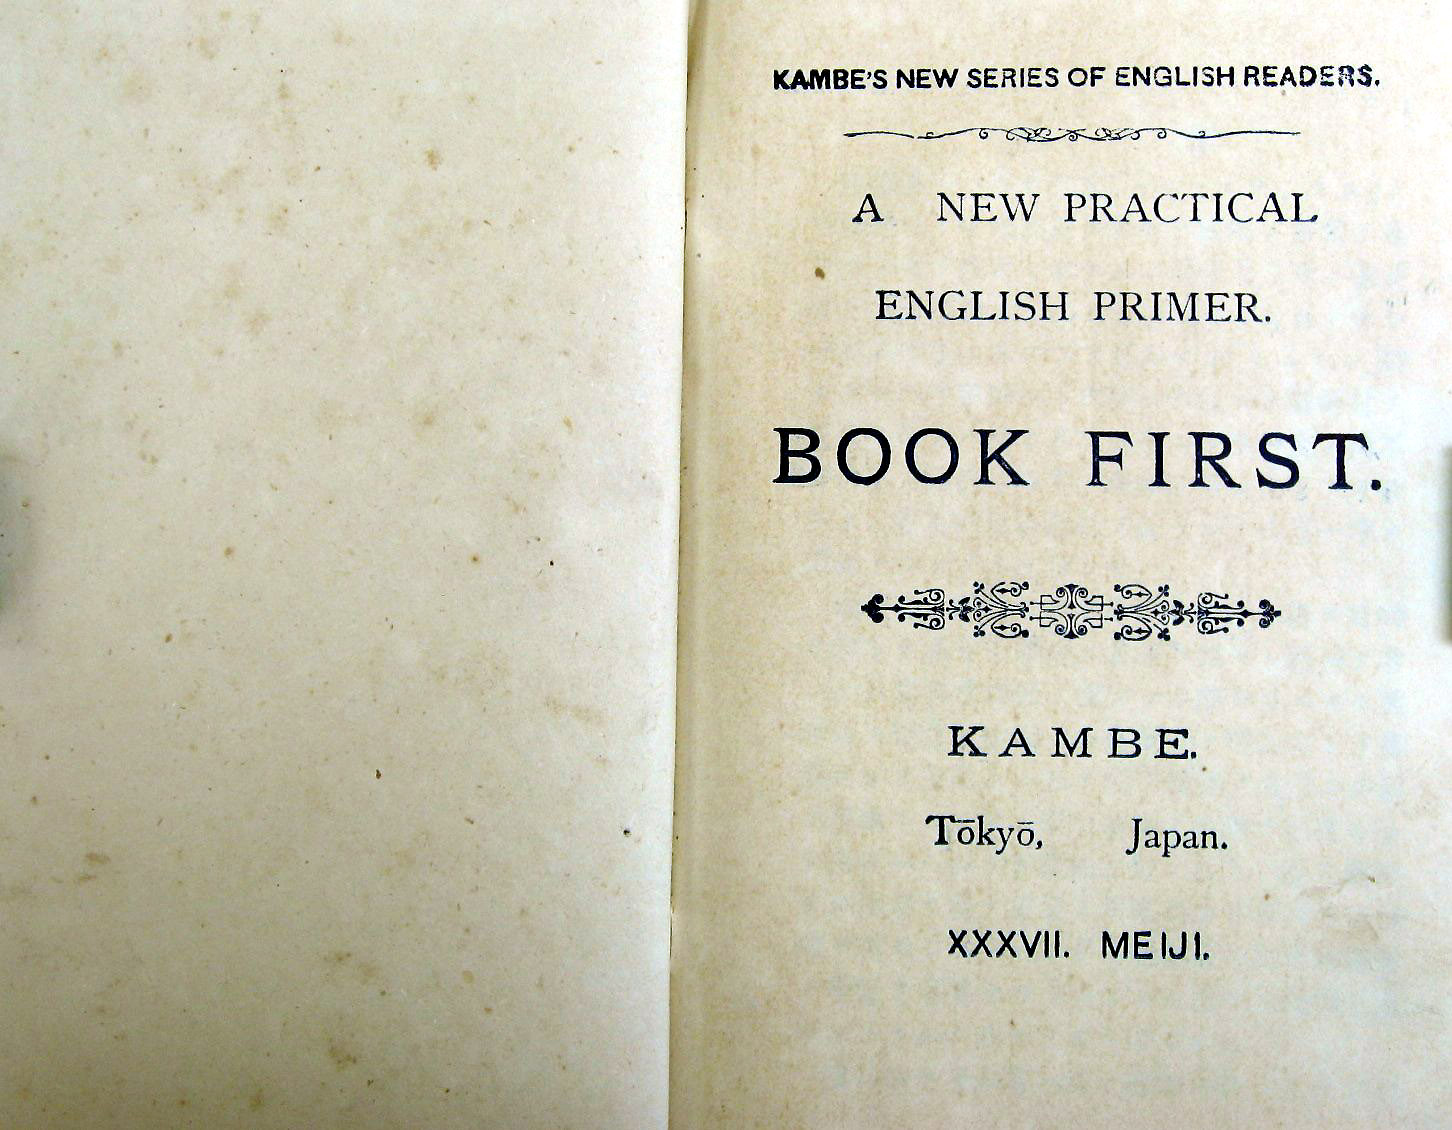 KAMBE'S NEW SERIES OF ENGLISH READERS.
A NEW PRACTICAL
ENGLISH PRIMER.
BOOK FIRST.
KAMBE.
Tōkyō, Japan.
XXXVII. MEIJI.